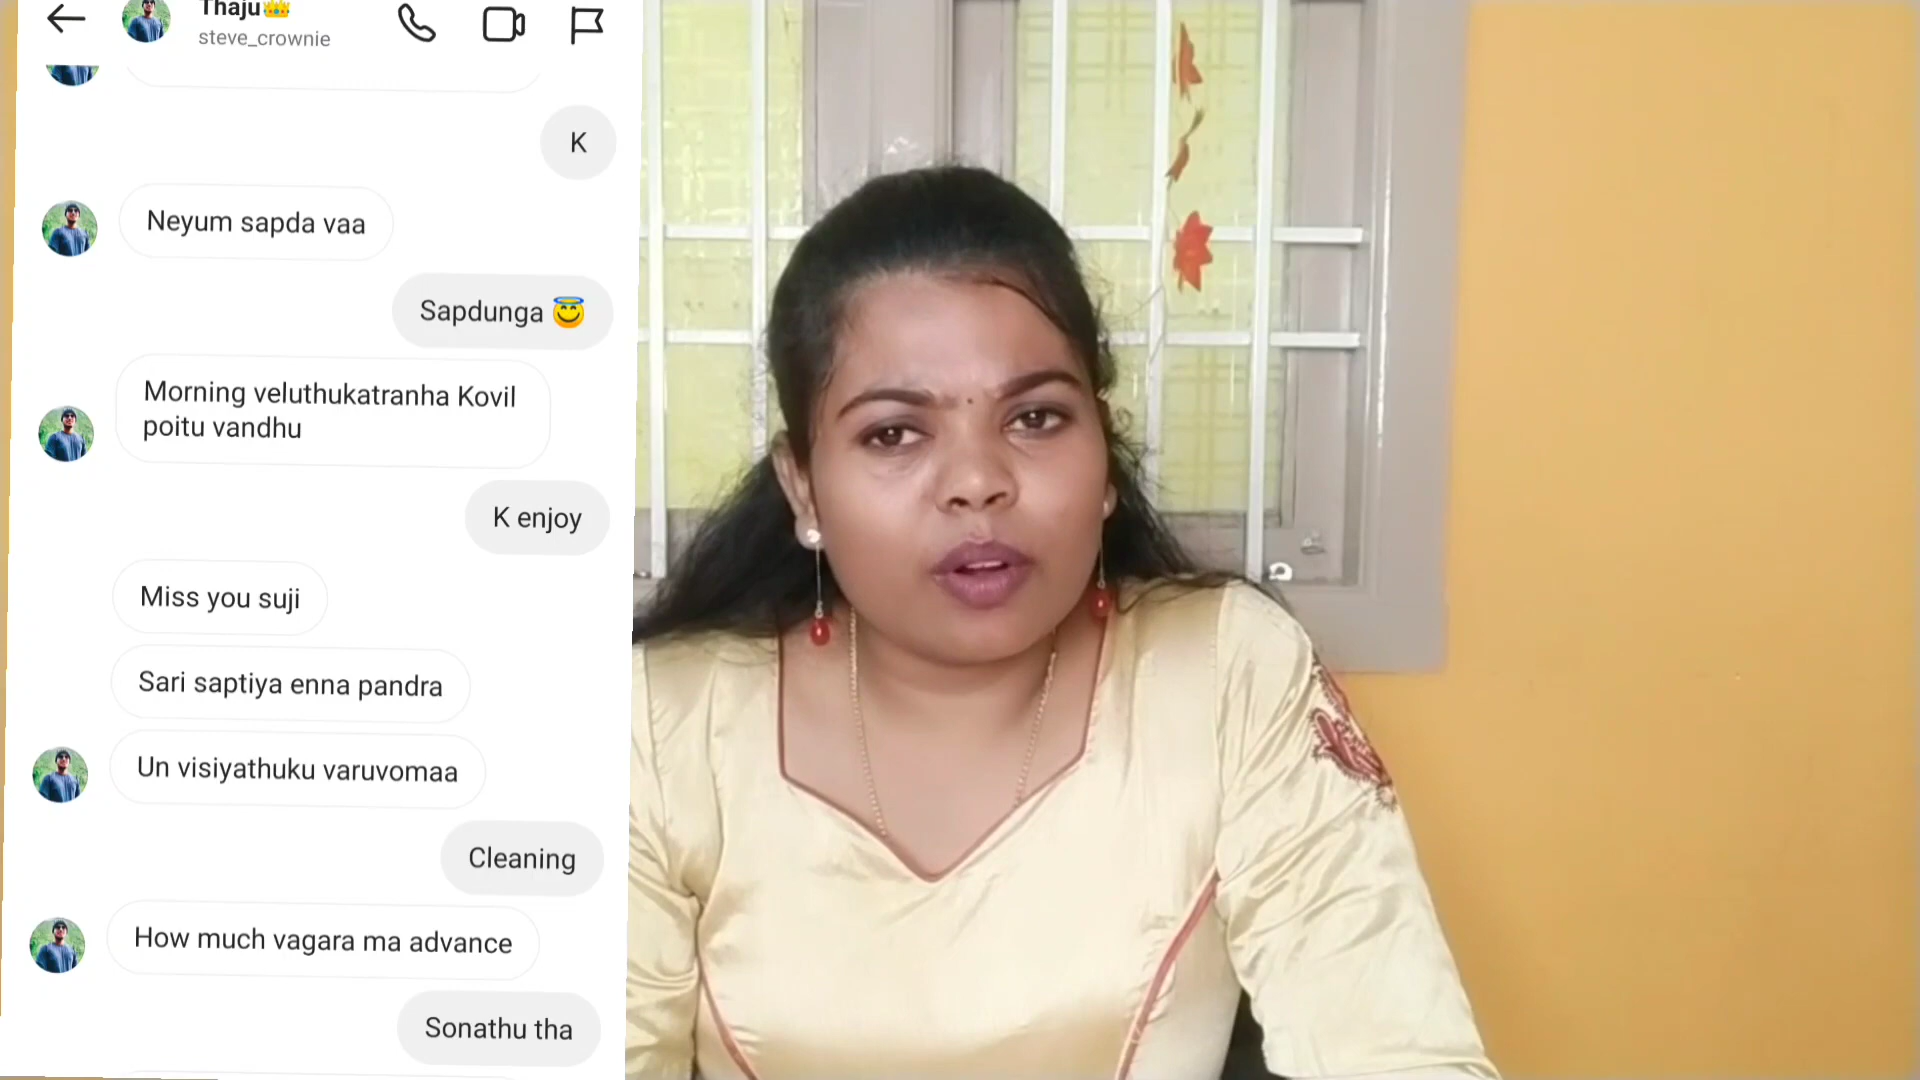 Thaju👑
steve_crownie
K
Neyum sapda vaa
Sapdunga 😇
Morning veluthukatranha Kovil
poitu vandhu
K enjoy
Miss you suji
Sari saptiya enna pandra
Un visiyathuku varuvomaa
Cleaning
How much vagara ma advance
Sonathu tha